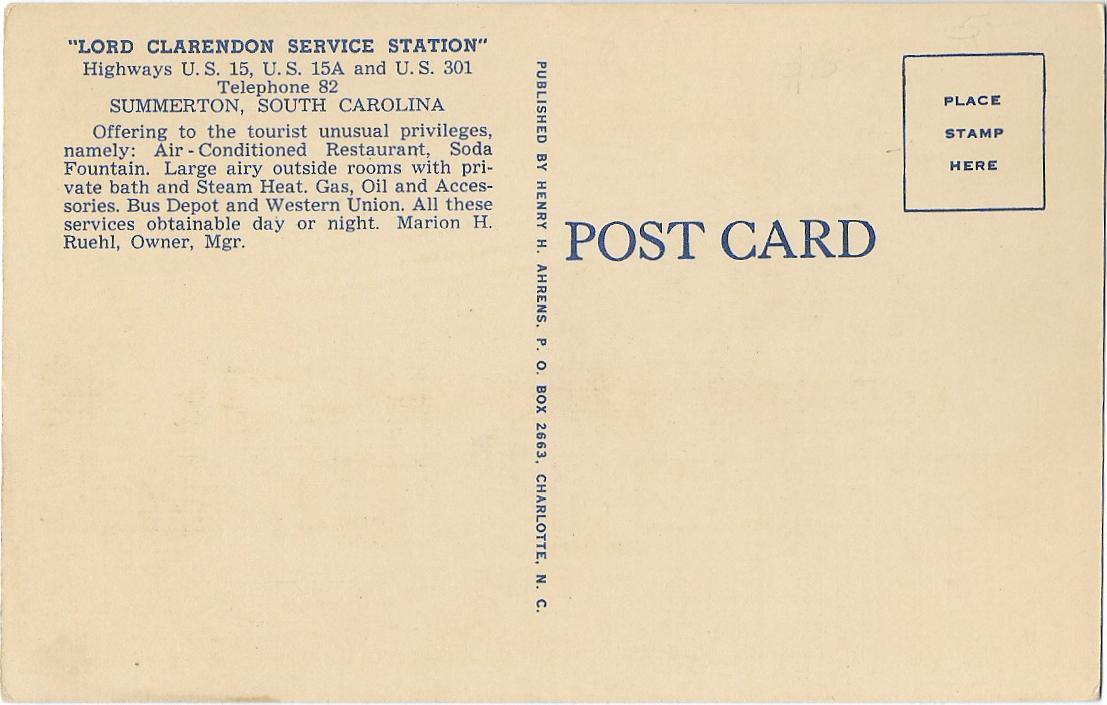 "LORD CLARENDON SERVICE STATION"
Highways U. S. 15, U. S. 15A and U. S. 301
Telephone 82
SUMMERTON, SOUTH CAROLINA
Offering to the tourist unusual privileges,
namely: Air - Conditioned Restaurant, Soda
Fountain. Large airy outside rooms with pri-
vate bath and Steam Heat. Gas, Oil and Acces-
sories. Bus Depot and Western Union. All these
services obtainable day or night. Marion H.
Ruehl, Owner, Mgr.
PUBLISHED BY HENRY H. AHRENS, P. O. BOX 2663, CHARLOTTE, N. C.
POST CARD
PLACE
STAMP
HERE